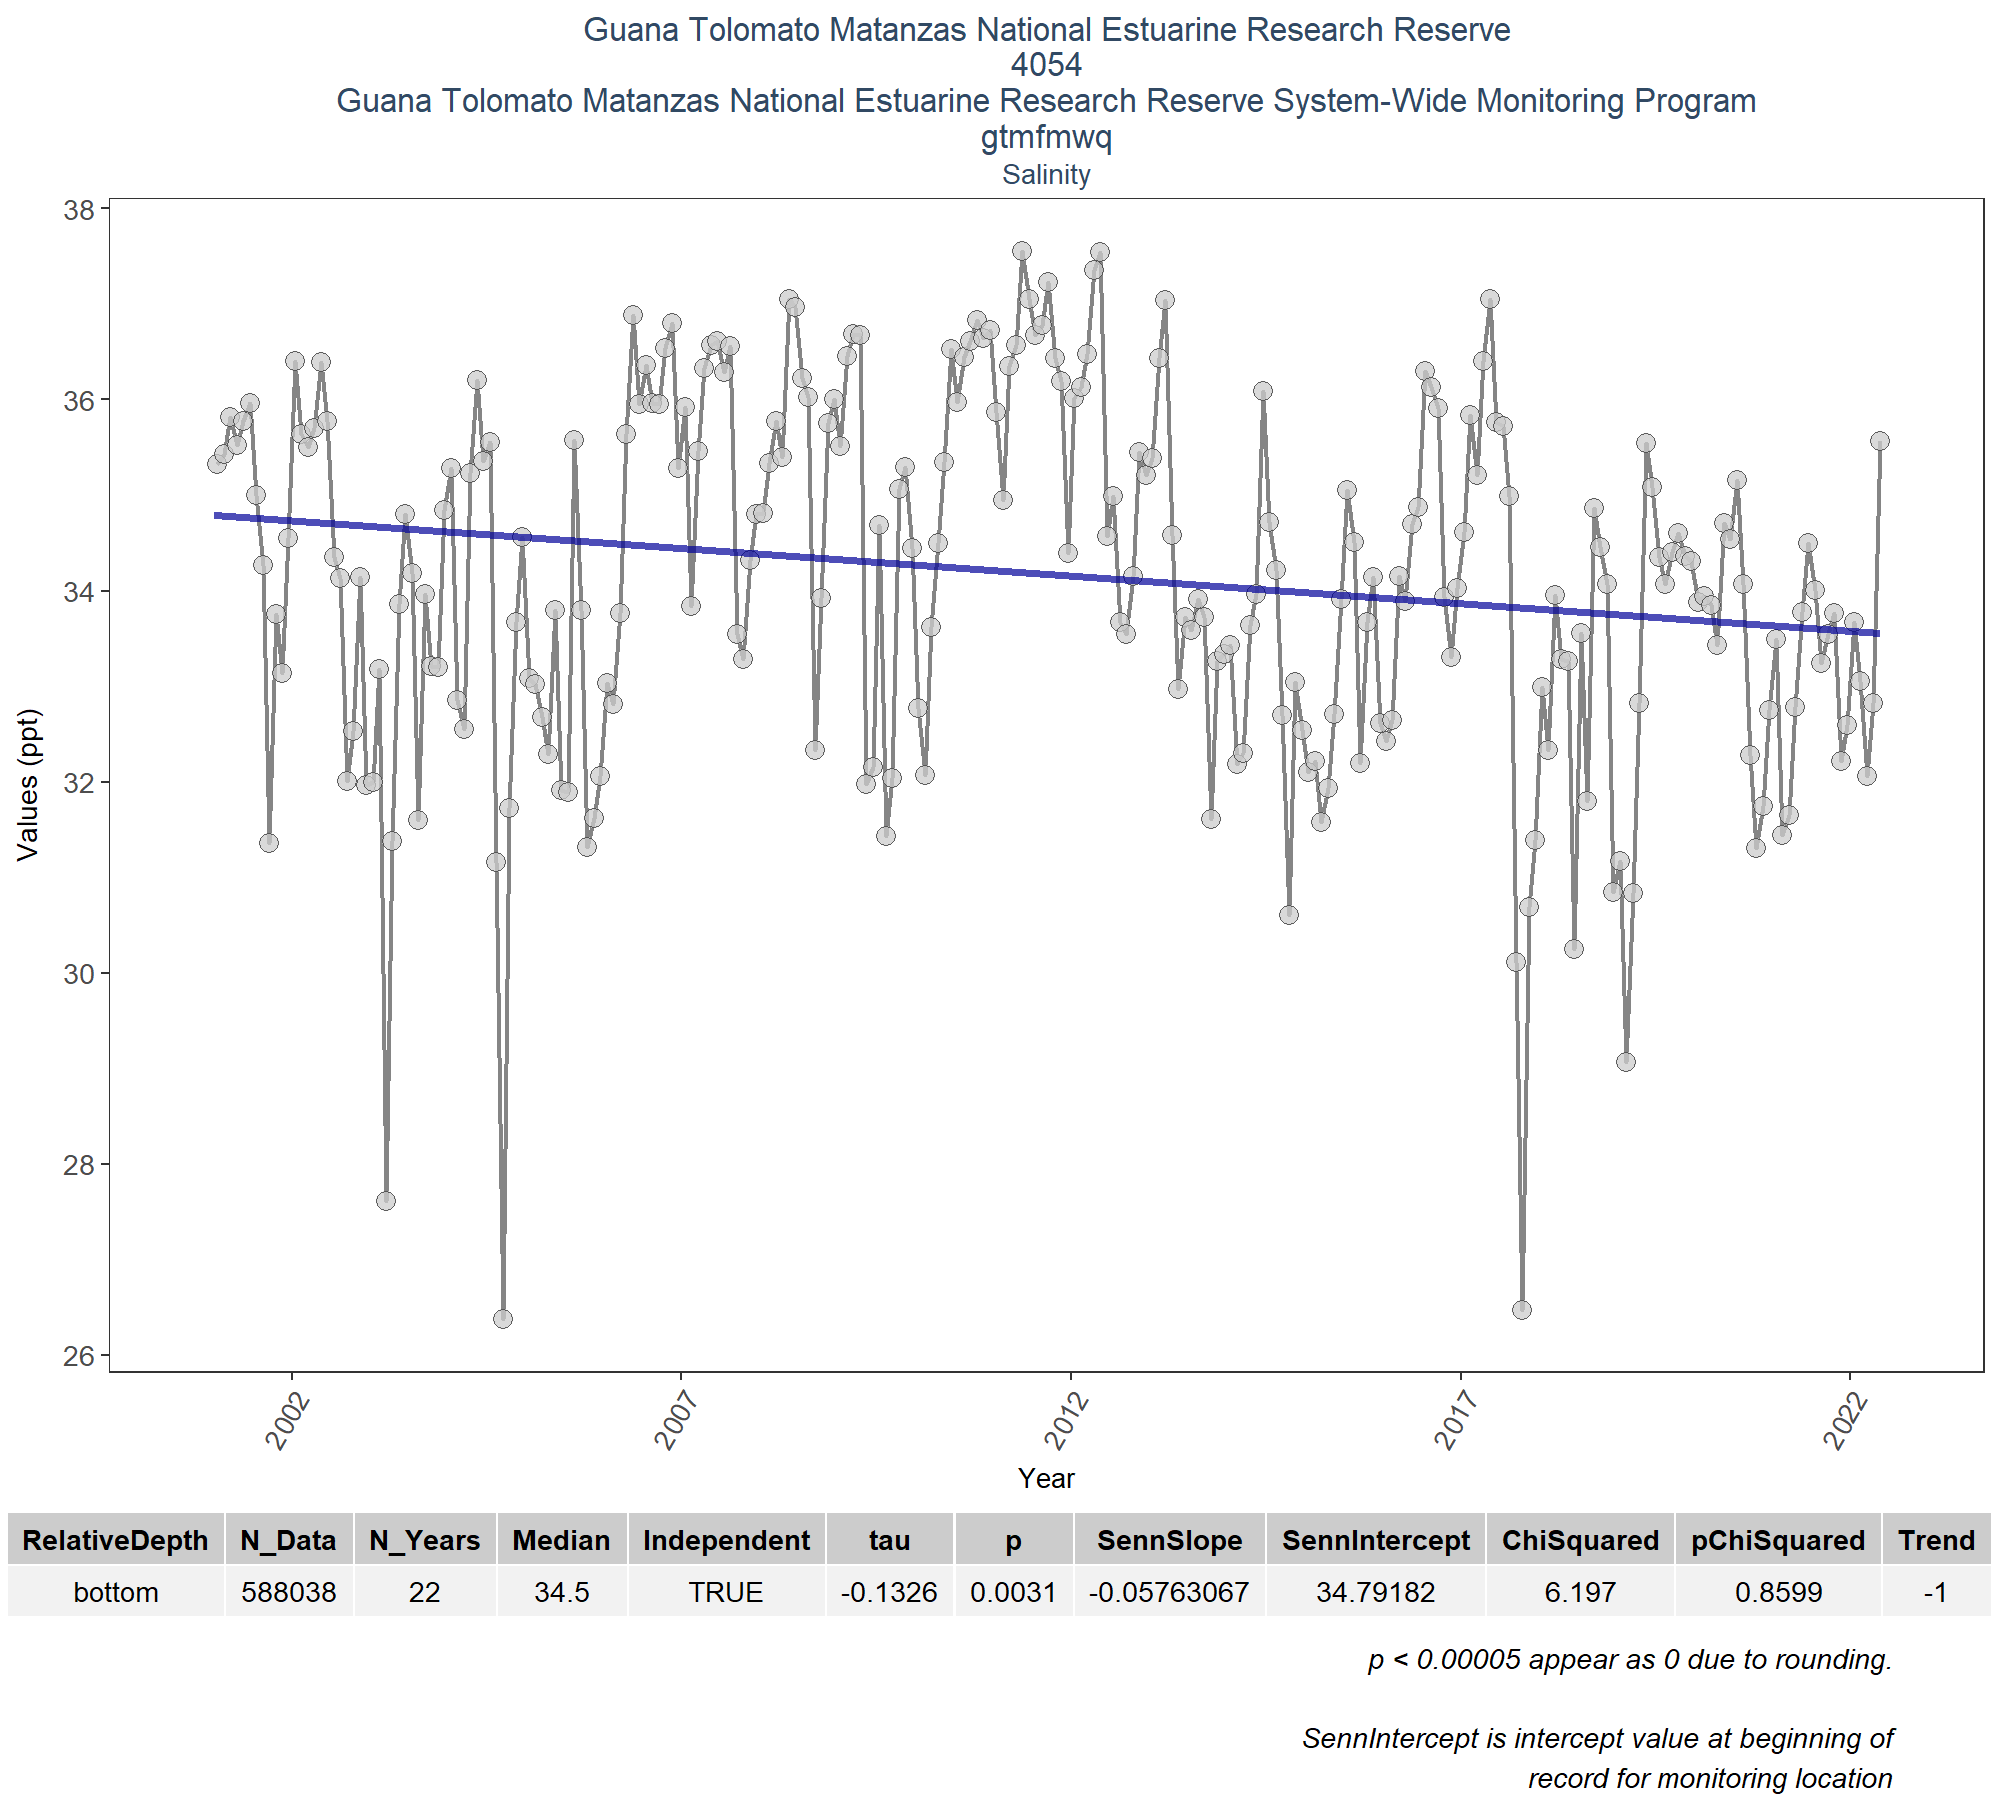 Guana Tolomato Matanzas National Estuarine Research Reserve
4054
Guana Tolomato Matanzas National Estuarine Research Reserve System-Wide Monitoring Program
gtmfmwq
Salinity
38
36
34
32
30
28
26
Values (ppt)
2002 2007 2012 2017 2022
Year
RelativeDepth N_Data N_Years Median Independent tau p SennSlope SennIntercept ChiSquared pChiSquared Trend
bottom 588038 22 34.5 TRUE -0.1326 0.0031 -0.05763067 34.79182 6.197 0.8599 -1
p < 0.00005 appear as 0 due to rounding.
SennIntercept is intercept value at beginning of
record for monitoring location